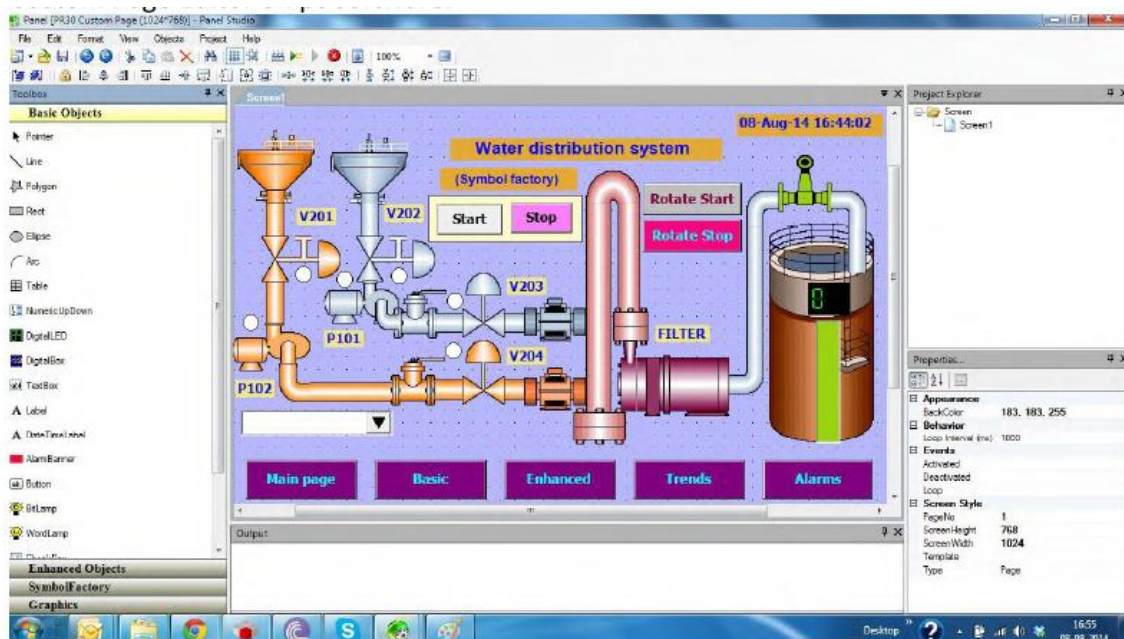 Panel [PR30 Custom Page (1024*768)] - Panel Studio
File Edit Format View Objects Project Help
100%
Toolbox
Basic Objects
Pointer
Line
Polygon
Rect
Ellipse
Arc
Table
NumericUpDown
DigitalLED
DigitalBox
TextBox
Label
DateTimeLabel
AlarmBanner
Button
BitLamp
WordLamp
Enhanced Objects
SymbolFactory
Graphics
Screen1
08-Aug-14 16:44:02
Water distribution system
(Symbol factory)
V201
V202
Start
Stop
Rotate Start
Rotate Stop
V203
0
P101
FILTER
V204
P102
Main page
Basic
Enhanced
Trends
Alarms
Output
Project Explorer
Screen
Screen1
Properties...
Appearance
BackColor 183, 183, 255
Behavior
Loop Interval (ms) 1000
Events
Activated
Deactivated
Loop
Screen Style
PageNo 1
ScreenHeight 768
ScreenWidth 1024
Template
Type Page
Desktop
16:55